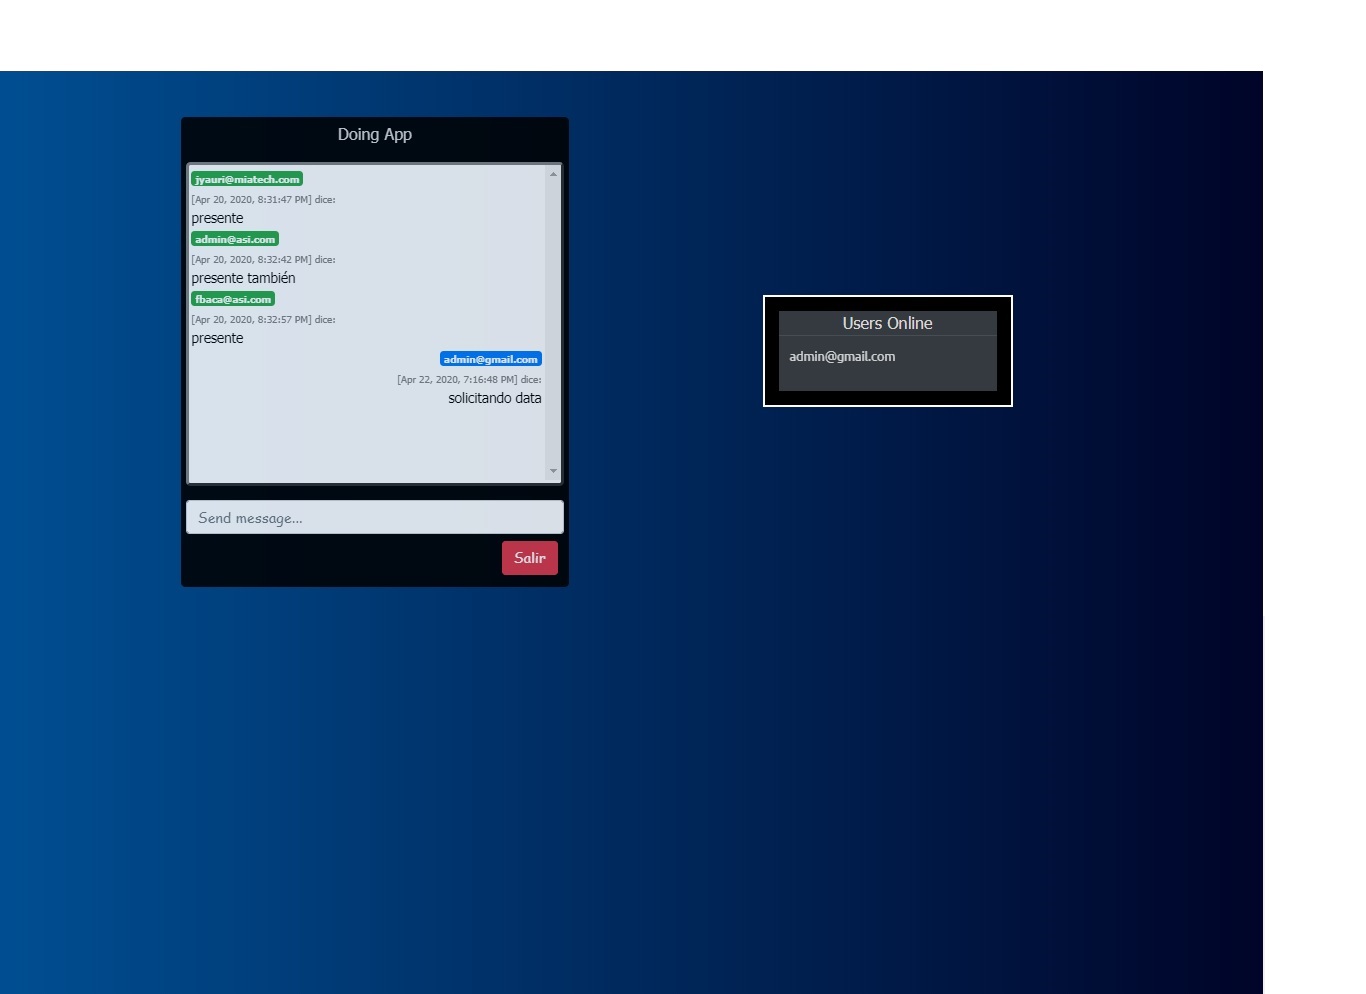 Doing App
jyauri@miatech.com
[Apr 20, 2020, 8:31:47 PM] dice:
presente
admin@asi.com
[Apr 20, 2020, 8:32:42 PM] dice:
presente también
fbaca@asi.com
[Apr 20, 2020, 8:32:57 PM] dice:
presente
admin@gmail.com
[Apr 22, 2020, 7:16:48 PM] dice:
solicitando data
Send message...
Salir
Users Online
admin@gmail.com